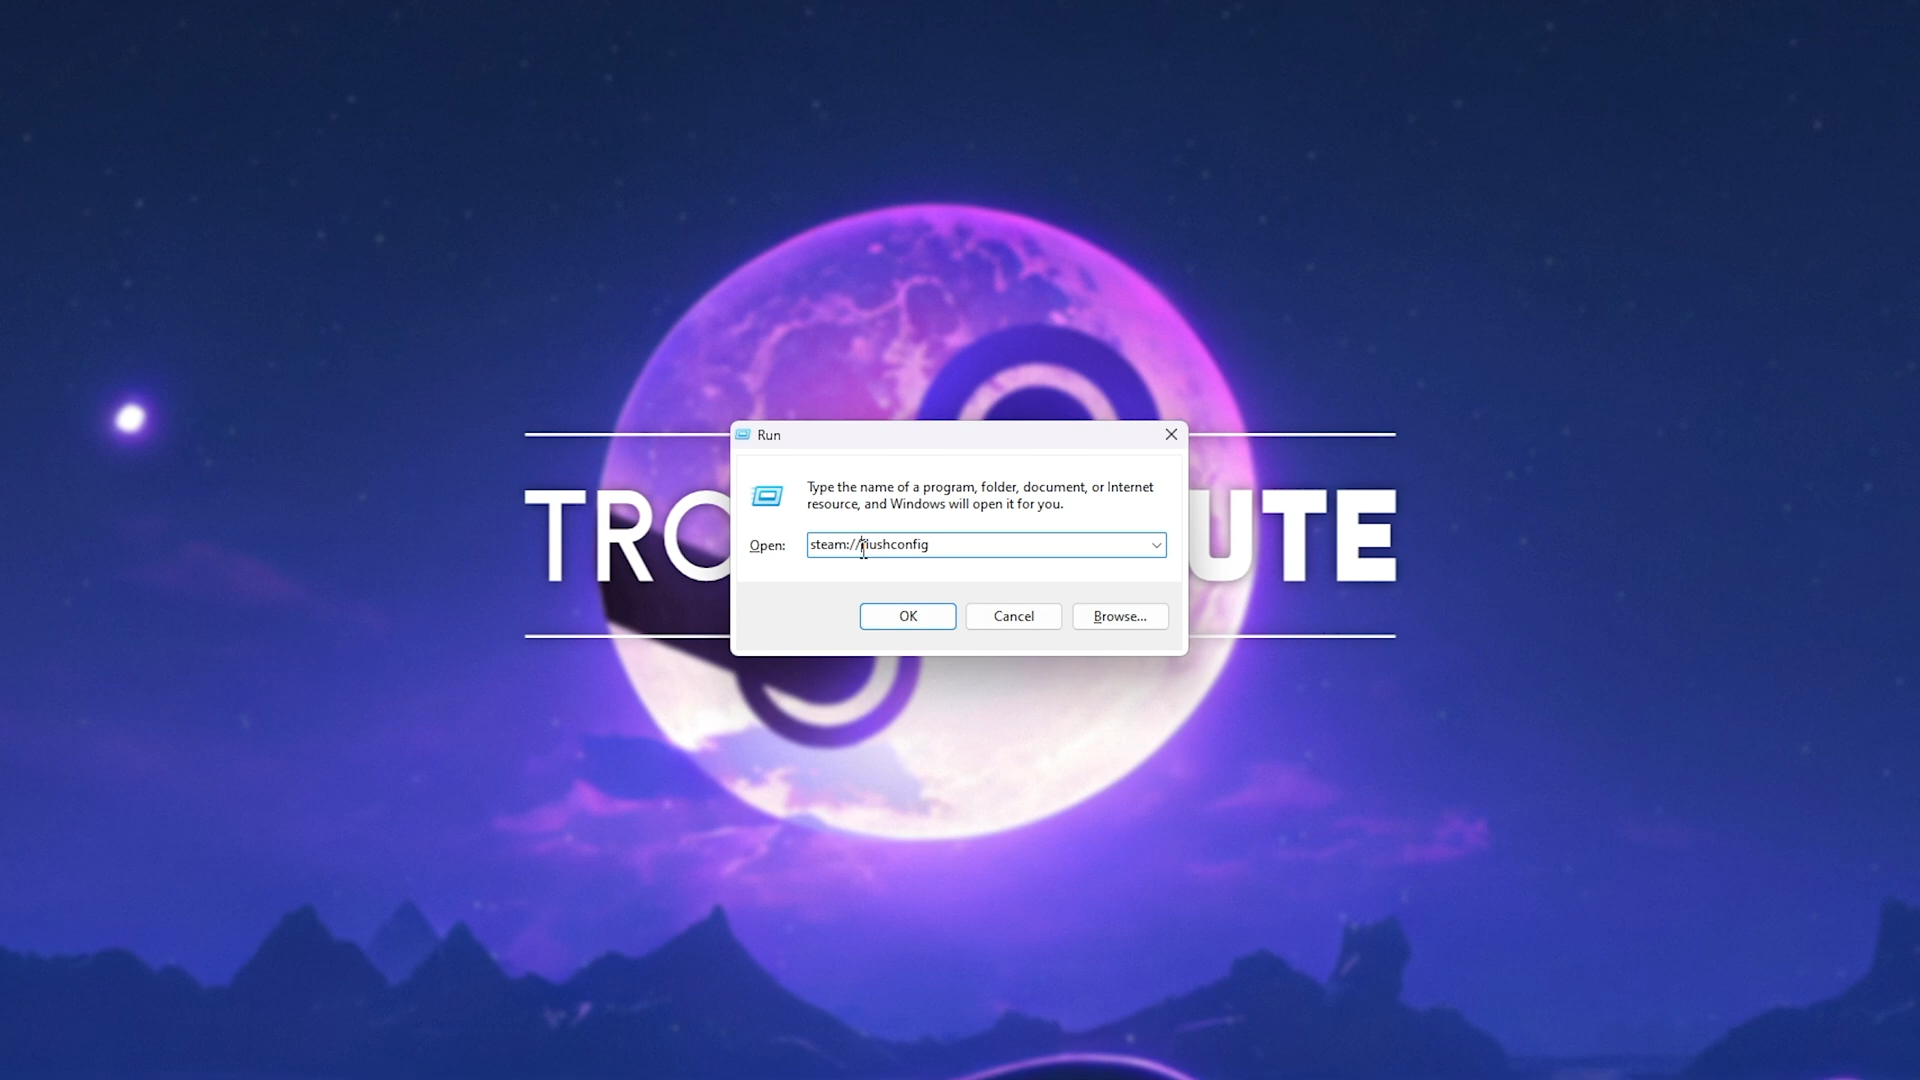 Run
TRO UTE
Type the name of a program, folder, document, or Internet
resource, and Windows will open it for you.
Open: steam://flushconfig
OK Cancel Browse...